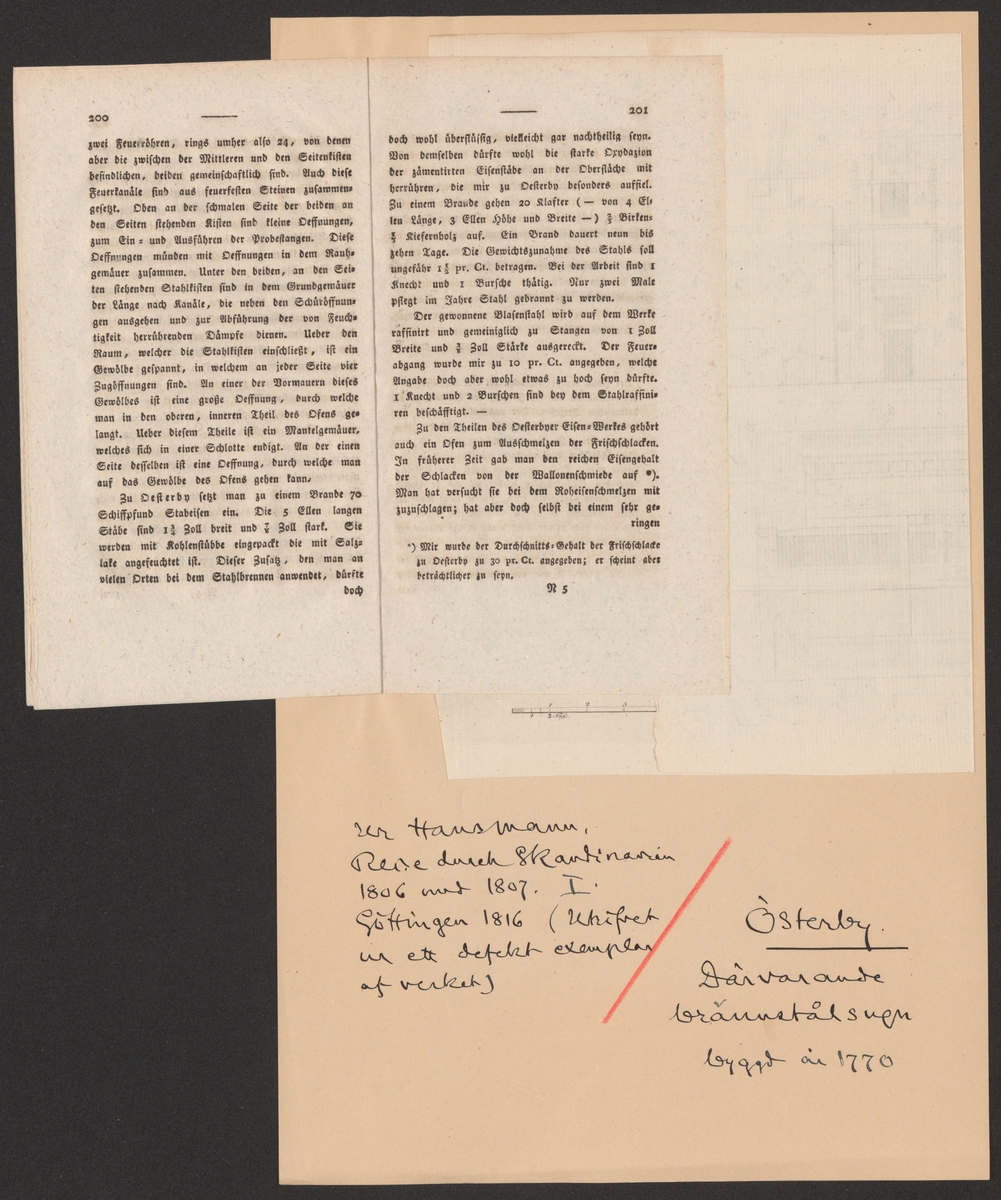 200
zwei Feuerröhren, rings umher also 24, von denen
aber die zwischen der Mittleren und den Seitenkisten
befindlichen, beiden gemeinschaftlich sind. Auch diese
Feuerkanäle sind aus feuerfesten Steinen zusammen-
gesetzt. Oben an der schmalen Seite der beiden an
den Seiten stehenden Kisten sind kleine Oeffnungen,
zum Ein- und Ausführen der Probestangen. Diese
Oeffnungen münden mit Oeffnungen in dem Rauh-
gemäuer zusammen. Unter den beiden, an den Sei-
ten stehenden Stahlkisten sind in dem Grundgemäuer
der Länge nach Kanäle, die neben den Schüröffnun-
gen ausgehen und zur Abführung der von Feuch-
tigkeit herrührenden Dämpfe dienen. Ueber den
Raum, welcher die Stahlkisten einschließt, ist ein
Gewölbe gespannt, in welchem an jeder Seite vier
Zugöffnungen sind. An einer der Vormauern dieses
Gewölbes ist eine große Oeffnung, durch welche
man in den oberen, inneren Theil des Ofens ge-
langt. Ueber diesem Theile ist ein Mantelgemäuer,
welches sich in einer Schlotte endigt. An der einen
Seite desselben ist eine Oeffnung, durch welche man
auf das Gewölbe des Ofens gehen kann.
Zu Oesterby setzt man zu einem Brande 70
Schiffpfund Stabeisen ein. Die 5 Ellen langen
Stäbe sind 1¾ Zoll breit und ⅞ Zoll stark. Sie
werden mit Kohlenstübbe eingepackt die mit Salz-
lake angefeuchtet ist. Dieser Zusatz, den man an
vielen Orten bei dem Stahlbrennen anwendet, dürfte
doch
201
doch wohl überflüssig, vielleicht gar nachtheilig seyn.
Von demselben dürfte wohl die starke Oxydazion
der zämentirten Eisenstäbe an der Oberfläche mit
herrühren, die mir zu Oesterby besonders auffiel.
Zu einem Brande gehen 20 Klafter (— von 4 El-
len Länge, 3 Ellen Höhe und Breite —) Birken-
Kiefernholz auf. Ein Brand dauert neun bis
zehen Tage. Die Gewichtszunahme des Stahls soll
ungefähr pr. Ct. betragen. Bei der Arbeit sind 1
Knecht und 1 Bursche thätig. Nur zwei Male
pflegt im Jahre Stahl gebrannt zu werden.
Der gewonnene Blasenstahl wird auf dem Werke
raffinirt und gemeiniglich zu Stangen von 1 Zoll
Breite und ¾ Zoll Stärke ausgereckt. Der Feuer-
abgang wurde mir zu 10 pr. Ct. angegeben, welche
Angabe doch aber wohl etwas zu hoch seyn dürfte.
1 Knecht und 2 Burschen sind bey dem Stahlraffini-
ren beschäfftigt. —
Zu den Theilen des Oesterbyer Eisen-Werkes gehört
auch ein Ofen zum Ausschmelzen der Frischschlacken.
In früherer Zeit gab man den reichen Eisengehalt
der Schlacken von der Wallonenschmiede auf *).
Man hat versucht sie bei dem Roheisenschmelzen mit
zuzuschlagen; hat aber doch selbst bei einem sehr ge-
ringen
*) Mir wurde der Durchschnitts-Gehalt der Frischschlacke
zu Oesterby zu 30 pr. Ct. angegeben; er scheint aber
beträchtlicher zu seyn.
N 5
Ur Hausmann,
Reise durch Skandinavien
1806 und 1807. I.
Göttingen 1816 (Utrifvet
ur ett defekt exemplar
af verket)
Österby.
Därvarande
brännstålsugn
byggd år 1770